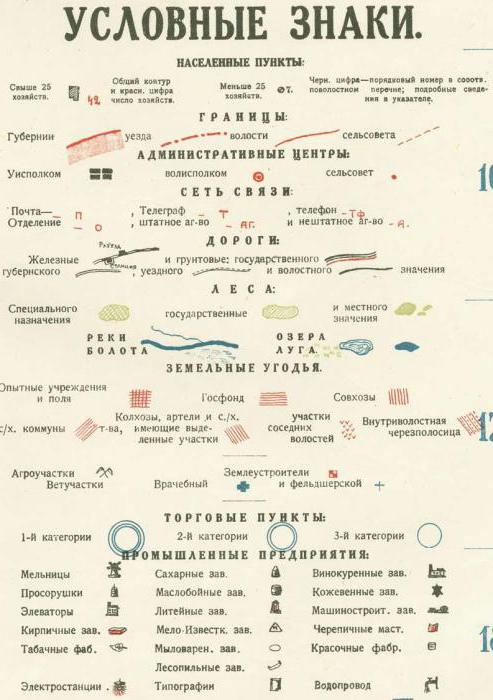 УСЛОВНЫЕ ЗНАКИ.
НАСЕЛЕННЫЕ ПУНКТЫ:
Свыше 25 хозяйств. 42 Общий контур и красн. цифра число хозяйств. Меньше 25 хозяйств. 7. Черн. цифра—порядковый номер в соотв. поволостном перечне; подробные сведения в указателе.
ГРАНИЦЫ:
Губернии уезда волости сельсовета
АДМИНИСТРАТИВНЫЕ ЦЕНТРЫ:
Уисполком волисполком сельсовет
СЕТЬ СВЯЗИ:
Почта— П , Телеграф - Т , телефон - Тф
Отделение - О , штатное аг-во - аг. и нештатное аг-во - а.
ДОРОГИ:
Разъезд
Железные станция и грунтовые: государственного
губернского , уездного и волостного значения
ЛЕСА:
Специального назначения государственные и местного значения
РЕКИ ОЗЕРА
БОЛОТА ЛУГА.
ЗЕМЕЛЬНЫЕ УГОДЬЯ.
Опытные учреждения и поля Госфонд Совхозы
с/х. коммуны Колхозы, артели и с./х. т-ва, имеющие выделенные участки участки соседних волостей Внутриволостная черезполосица
Агроучастки Землеустроители
Ветучастки Врачебный и фельдшерской
ТОРГОВЫЕ ПУНКТЫ:
1-й категории 2-й категории 3-й категории
ПРОМЫШЛЕННЫЕ ПРЕДПРИЯТИЯ:
Мельницы Сахарные зав. Винокуренные зав.
Просорушки Маслобойные зав. Кожевенные зав.
Элеваторы Литейные зав. Машиностроит. зав.
Кирпичные зав. Мело-Известк. зав. Черепичные маст.
Табачные фаб. Мыловарен. зав. Красочные фабр.
Лесопильные зав.
Электростанции. Типографии Водопровод